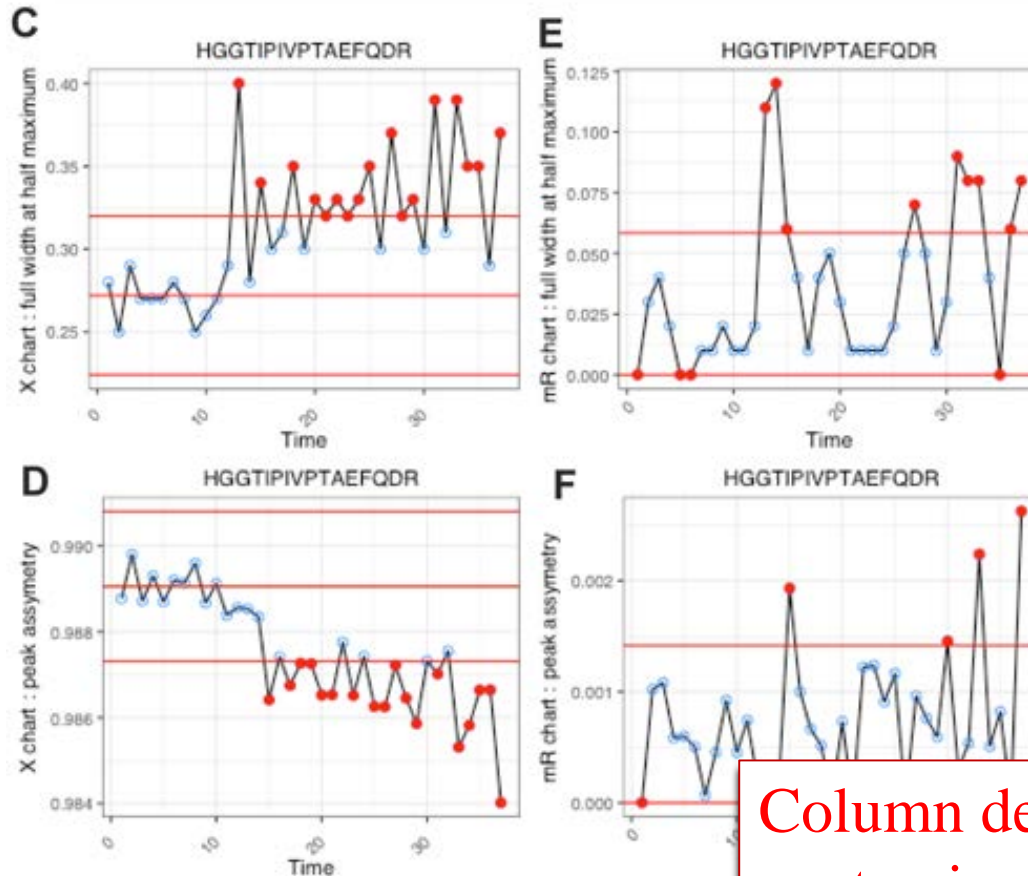 C
HGGTIPIVPTAEFQDR
X chart : full width at half maximum
0.40
0.35
0.30
0.25
0
10
20
30
Time
E
HGGTIPIVPTAEFQDR
mR chart : full width at half maximum
0.125
0.100
0.075
0.050
0.025
0.000
0
10
20
30
Time
D
HGGTIPIVPTAEFQDR
X chart : peak assymetry
0.990
0.988
0.986
0.984
0
10
20
30
Time
F
HGGTIPIVPTAEFQDR
mR chart : peak assymetry
0.002
0.001
0.000
0
Column de